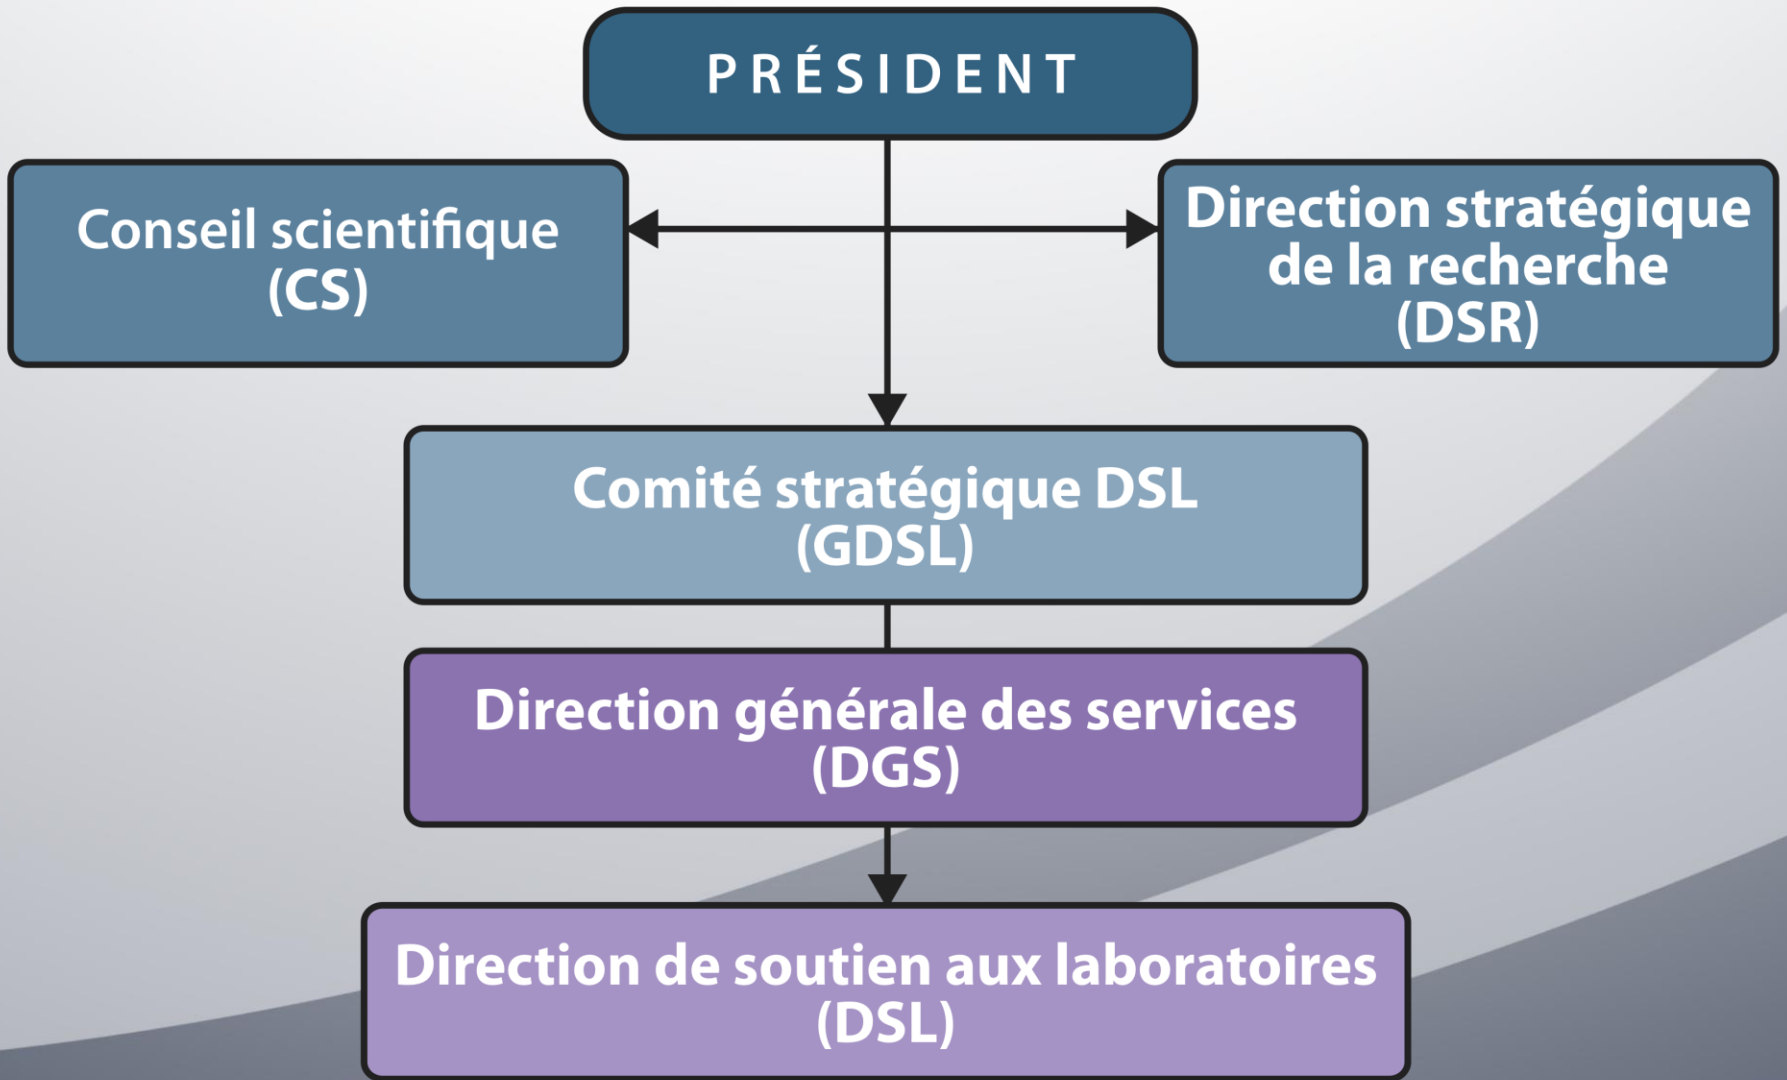 PRÉSIDENT
Conseil scientifique
(CS)
Direction stratégique
de la recherche
(DSR)
Comité stratégique DSL
(GDSL)
Direction générale des services
(DGS)
Direction de soutien aux laboratoires
(DSL)